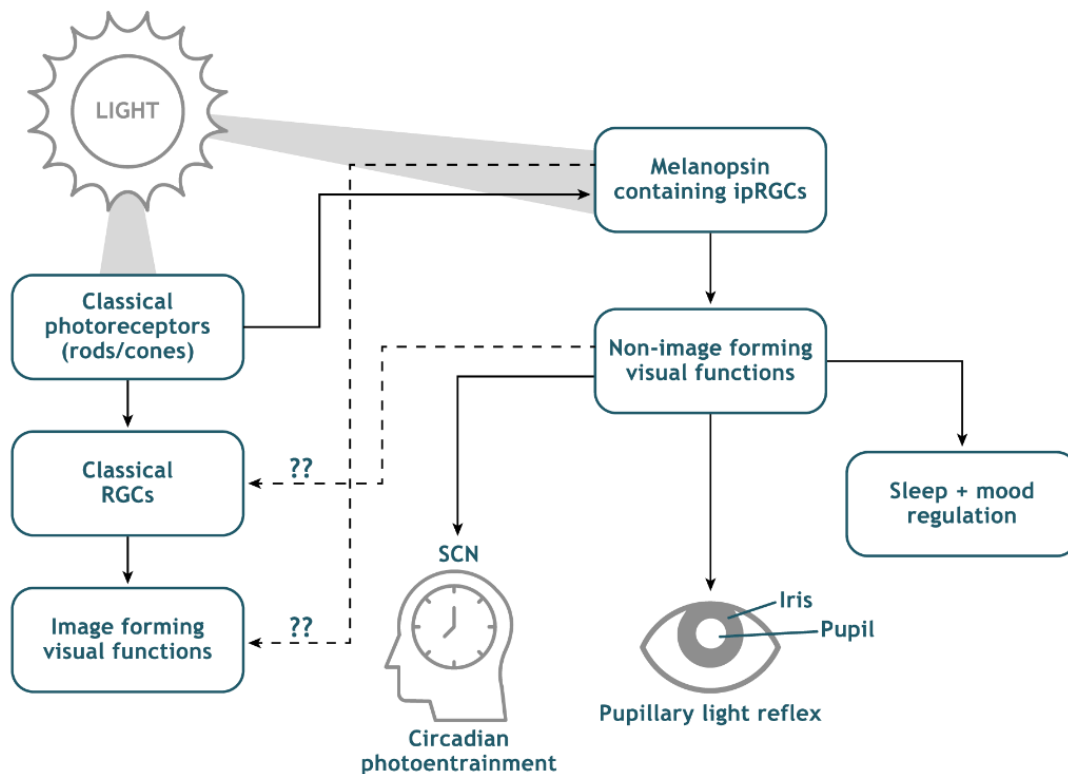 LIGHT
Melanopsin
containing ipRGCs
Classical
photoreceptors
(rods/cones)
Non-image forming
visual functions
??
Classical
RGCs
Sleep + mood
regulation
SCN
Iris
Pupil
??
Image forming
visual functions
Pupillary light reflex
Circadian
photoentrainment